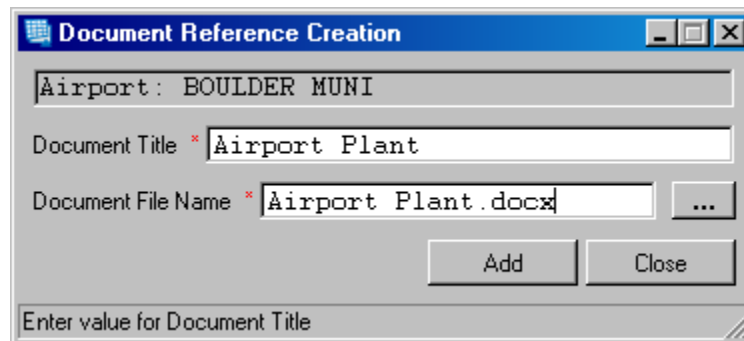 Document Reference Creation
Airport: BOULDER MUNI
Document Title * Airport Plant
Document File Name * Airport Plant.docx ...
Add Close
Enter value for Document Title